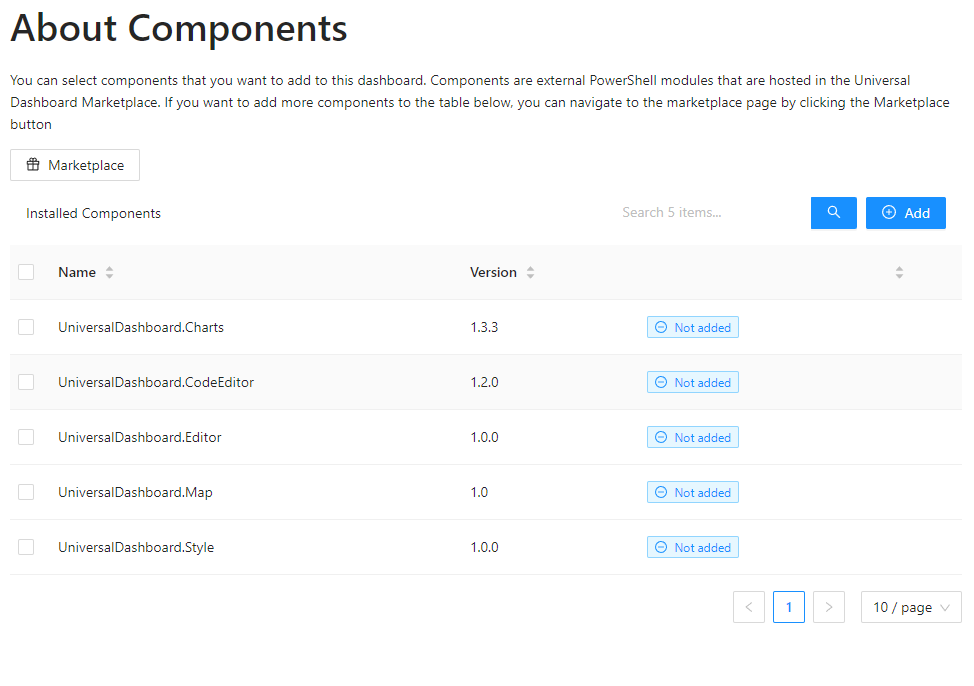 About Components
You can select components that you want to add to this dashboard. Components are external PowerShell modules that are hosted in the Universal
Dashboard Marketplace. If you want to add more components to the table below, you can navigate to the marketplace page by clicking the Marketplace
button
Marketplace
Installed Components Search 5 items... Add
Name Version
UniversalDashboard.Charts 1.3.3 Not added
UniversalDashboard.CodeEditor 1.2.0 Not added
UniversalDashboard.Editor 1.0.0 Not added
UniversalDashboard.Map 1.0 Not added
UniversalDashboard.Style 1.0.0 Not added
< 1 > 10 / page